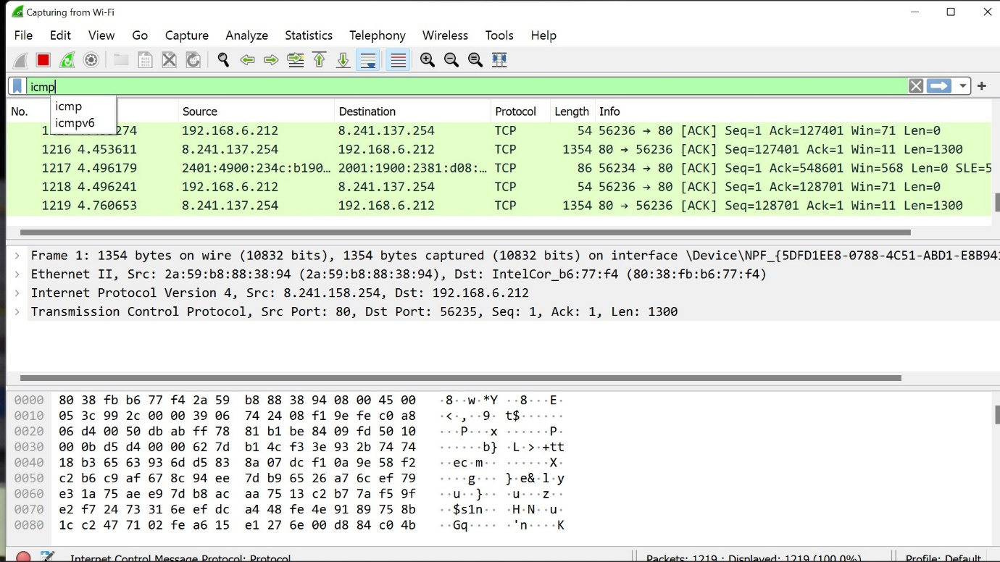 Capturing from Wi-Fi
File Edit View Go Capture Analyze Statistics Telephony Wireless Tools Help
icmp
icmp
icmpv6
No. Source Destination Protocol Length Info
274 192.168.6.212 8.241.137.254 TCP 54 56236 → 80 [ACK] Seq=1 Ack=127401 Win=71 Len=0
1216 4.453611 8.241.137.254 192.168.6.212 TCP 1354 80 → 56236 [ACK] Seq=127401 Ack=1 Win=11 Len=1300
1217 4.496179 2401:4900:234c:b190… 2001:1900:2381:d08:… TCP 86 56234 → 80 [ACK] Seq=1 Ack=548601 Win=568 Len=0 SLE=5
1218 4.496241 192.168.6.212 8.241.137.254 TCP 54 56236 → 80 [ACK] Seq=1 Ack=128701 Win=71 Len=0
1219 4.760653 8.241.137.254 192.168.6.212 TCP 1354 80 → 56236 [ACK] Seq=128701 Ack=1 Win=11 Len=1300
Frame 1: 1354 bytes on wire (10832 bits), 1354 bytes captured (10832 bits) on interface \Device\NPF_{5DFD1EE8-0788-4C51-ABD1-E8B941
Ethernet II, Src: 2a:59:b8:88:38:94 (2a:59:b8:88:38:94), Dst: IntelCor_b6:77:f4 (80:38:fb:b6:77:f4)
Internet Protocol Version 4, Src: 8.241.158.254, Dst: 192.168.6.212
Transmission Control Protocol, Src Port: 80, Dst Port: 56235, Seq: 1, Ack: 1, Len: 1300
0000 80 38 fb b6 77 f4 2a 59 b8 88 38 94 08 00 45 00 ·8··w·*Y ··8···E·
0010 05 3c 99 2c 00 00 39 06 74 24 08 f1 9e fe c0 a8 ·<·,··9· t$······
0020 06 d4 00 50 db ab ff 78 81 b1 be 84 09 fd 50 10 ···P···x ······P·
0030 00 0b d5 d4 00 00 62 7d b1 4c f3 3e 93 2b 74 74 ······b} ·L·>·+tt
0040 18 b3 65 63 93 6d d5 83 8a 07 dc f1 0a 9e 58 f2 ··ec·m·· ······X·
0050 c2 b6 c9 af 67 8c 94 ee 7d b9 65 26 a7 6c ef 79 ····g··· }·e&·l·y
0060 e3 1a 75 ae e9 7d b8 ac aa 75 13 c2 b7 7a f5 9f ··u··}·· ·u···z··
0070 e2 f7 24 73 31 6e ef dc a4 48 fe 4e 91 89 75 8b ··$s1n·· ·H·N··u·
0080 1c c2 47 71 02 fe a6 15 e1 27 6e 00 d8 84 c0 4b ··Gq···· ·'n····K
Internet Control Message Protocol: Protocol Packets: 1219 · Displayed: 1219 (100.0%) Profile: Default